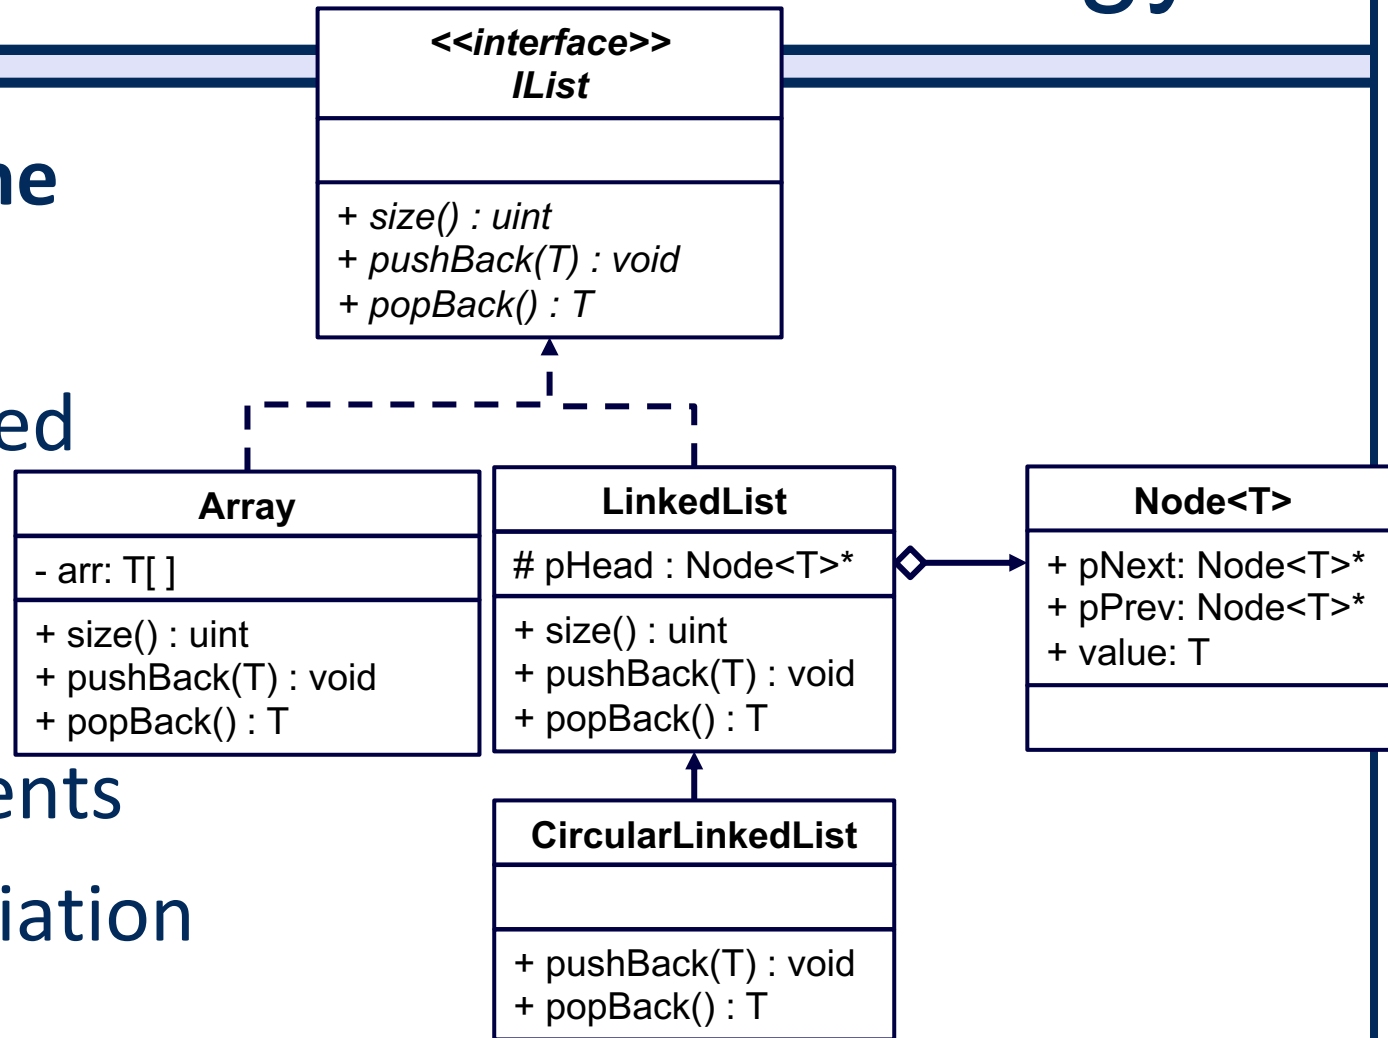 gy
<<interface>>
IList
+ size() : uint
+ pushBack(T) : void
+ popBack() : T
ne
ed
ents
iation
Array
- arr: T[ ]
+ size() : uint
+ pushBack(T) : void
+ popBack() : T
LinkedList
# pHead : Node<T>*
+ size() : uint
+ pushBack(T) : void
+ popBack() : T
Node<T>
+ pNext: Node<T>*
+ pPrev: Node<T>*
+ value: T
CircularLinkedList
+ pushBack(T) : void
+ popBack() : T